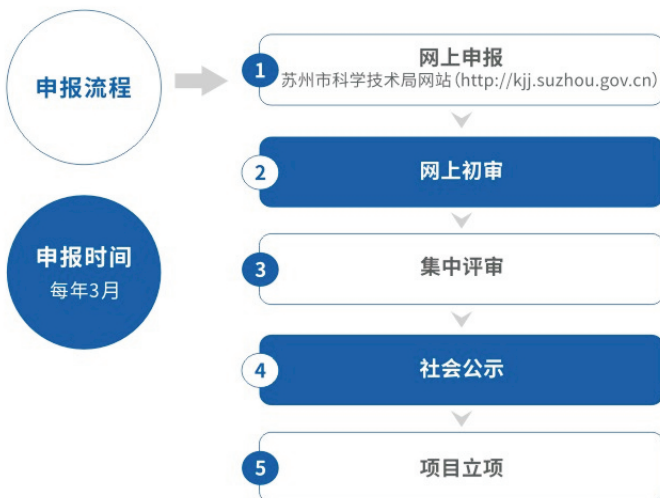 申报流程
1
网上申报
苏州市科学技术局网站（http://kjj.suzhou.gov.cn）
2
网上初审
申报时间
每年3月
3
集中评审
4
社会公示
5
项目立项